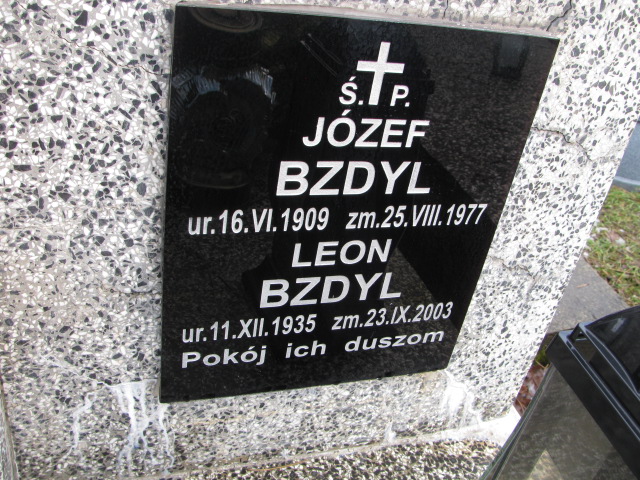 Ś. P.
JÓZEF
BZDYL
ur.16.VI.1909 zm.25.VIII.1977
LEON
BZDYL
ur.11.XII.1935 zm.23.IX.2003
Pokój ich duszom